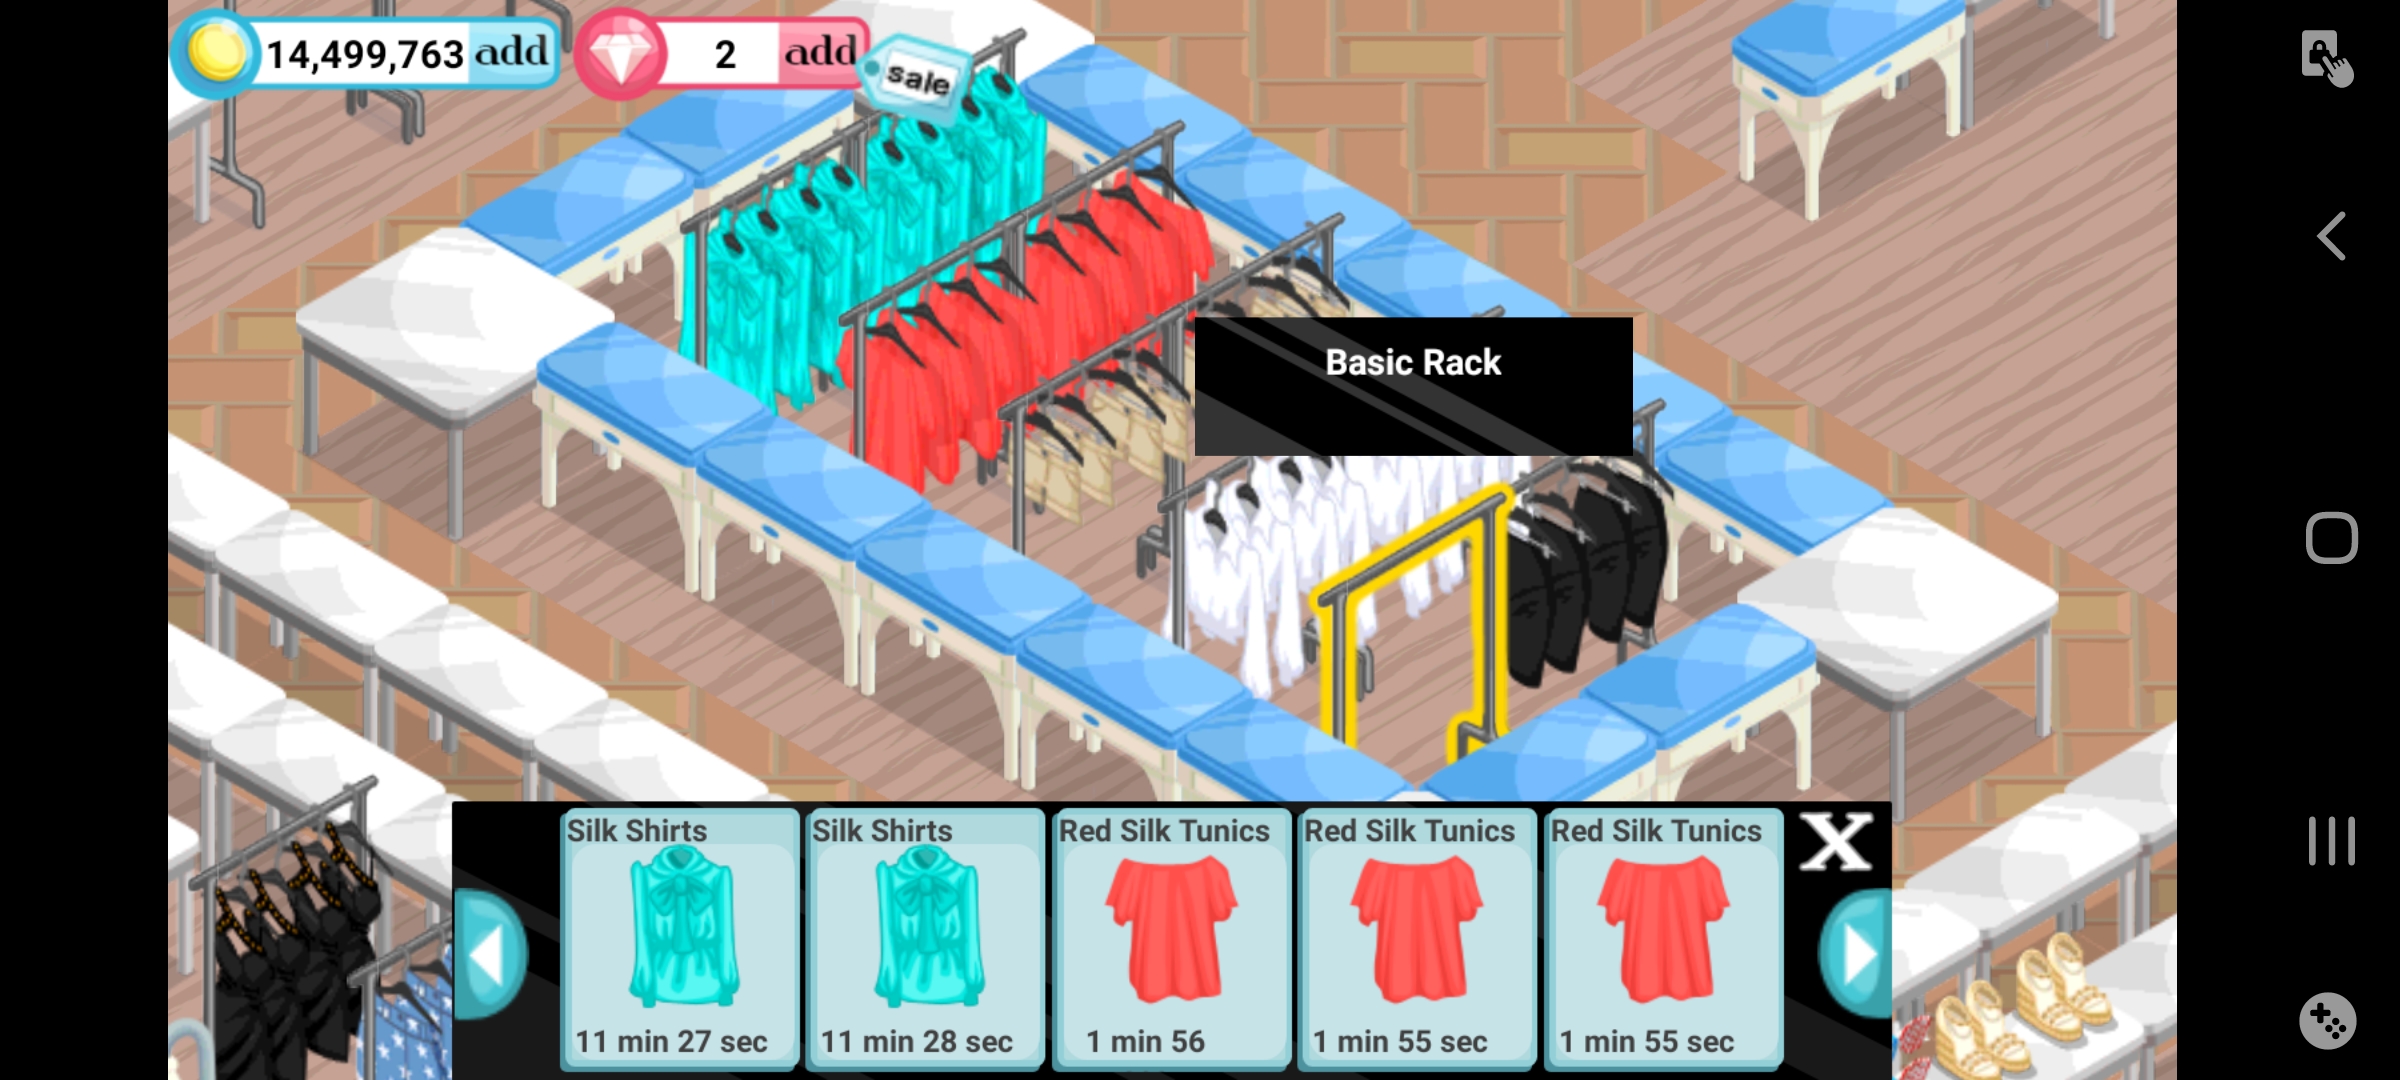 14,499,763 add
2 add
sale
Basic Rack
Silk Shirts
11 min 27 sec
Silk Shirts
11 min 28 sec
Red Silk Tunics
1 min 56
Red Silk Tunics
1 min 55 sec
Red Silk Tunics
1 min 55 sec
X